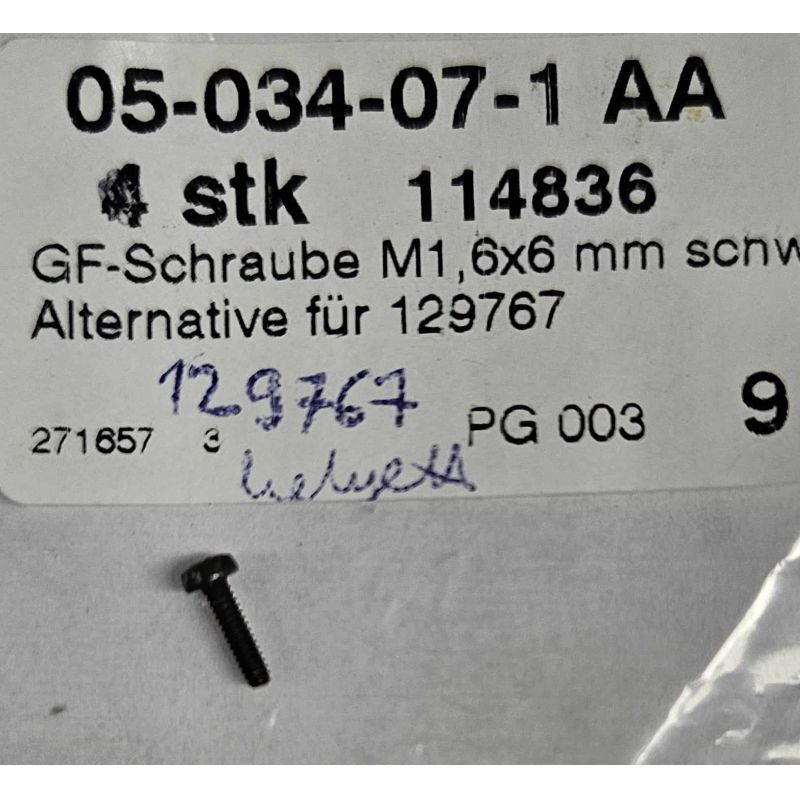 05-034-07-1 AA
4 stk 114836
GF-Schraube M1,6x6 mm schw
Alternative für 129767
129767
271657 3 PG 003 9